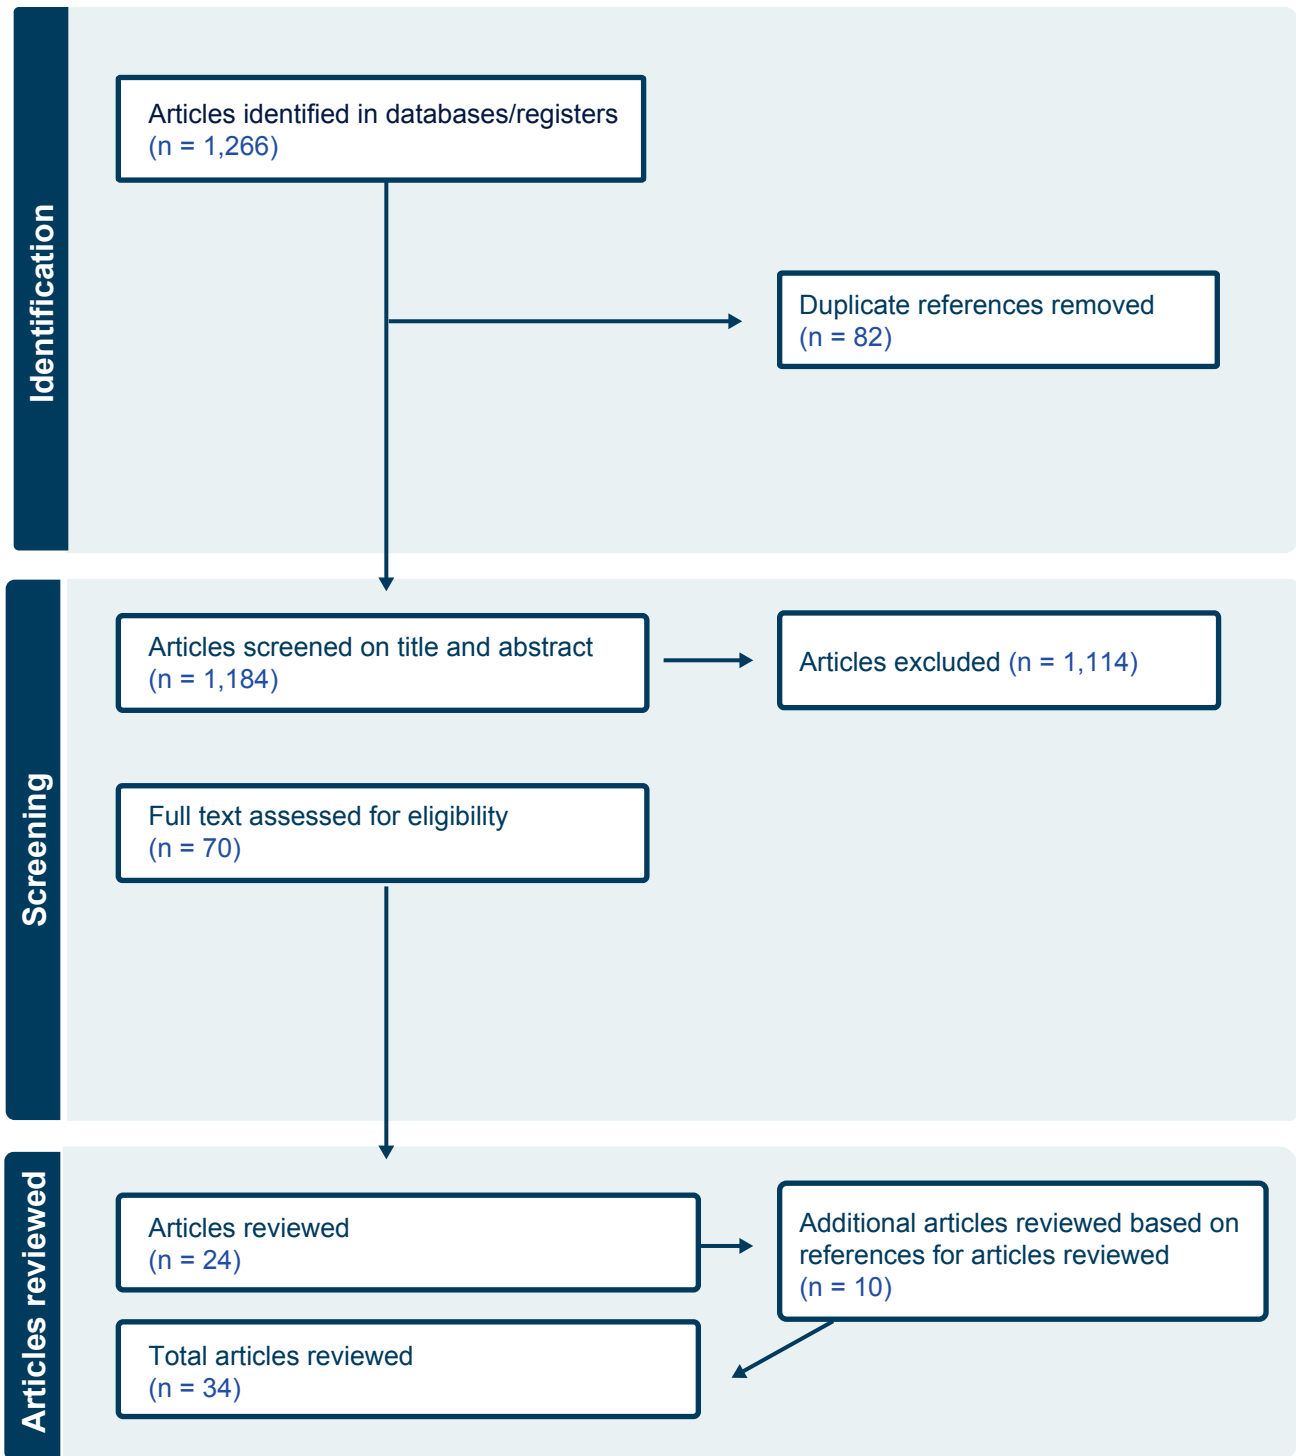 Identification
Articles identified in databases/registers
(n = 1,266)
Duplicate references removed
(n = 82)
Screening
Articles screened on title and abstract
(n = 1,184)
Articles excluded (n = 1,114)
Full text assessed for eligibility
(n = 70)
Articles reviewed
Articles reviewed
(n = 24)
Additional articles reviewed based on
references for articles reviewed
(n = 10)
Total articles reviewed
(n = 34)